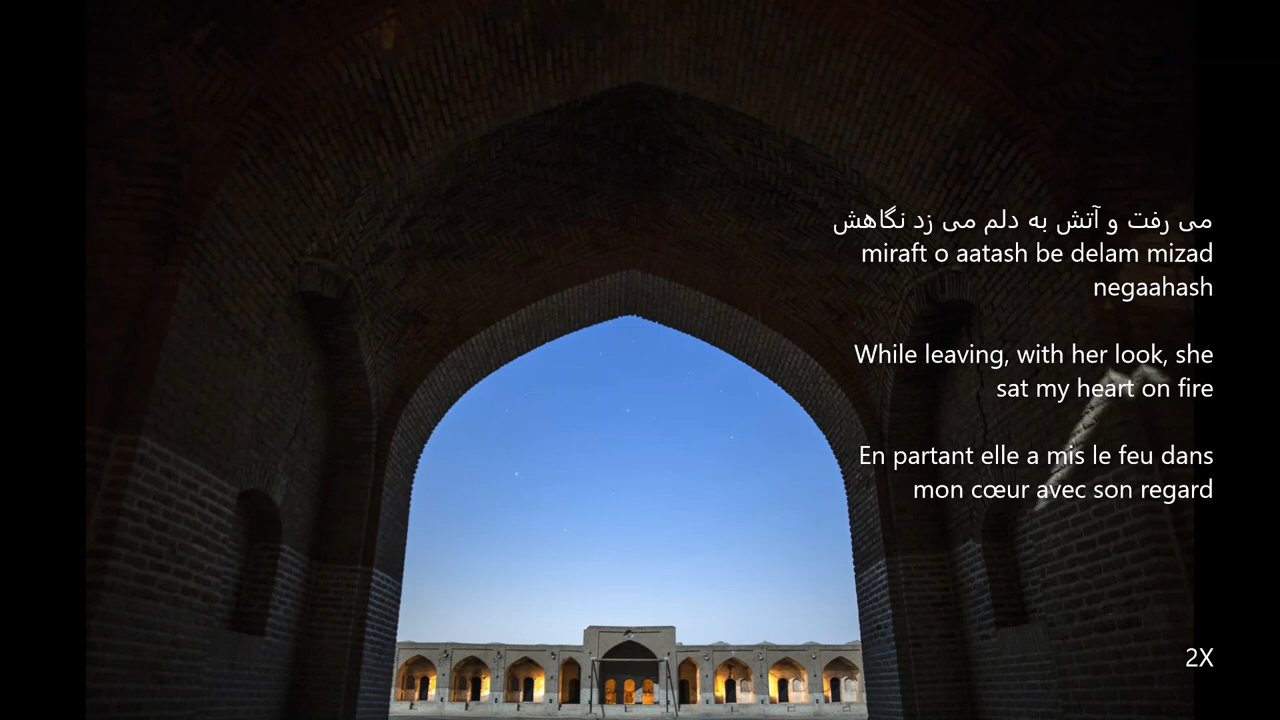 می رفت و آتش به دلم می زد نگاهش
miraft o aatash be delam mizad
negaahash
While leaving, with her look, she
sat my heart on fire
En partant elle a mis le feu dans
mon cœur avec son regard
2X